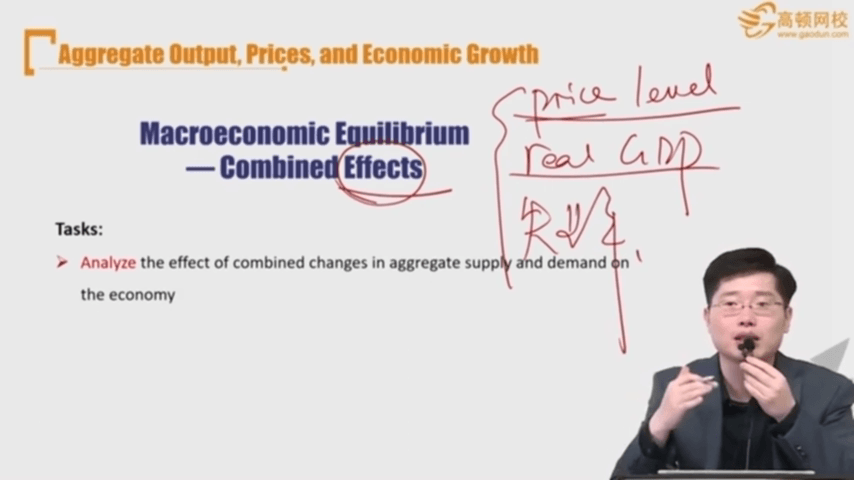 高顿网校
www.gaodun.com
Aggregate Output, Prices, and Economic Growth
Macroeconomic Equilibrium
— Combined Effects
price level
real GDP
失业率
Tasks:
➢ Analyze the effect of combined changes in aggregate supply and demand on
the economy